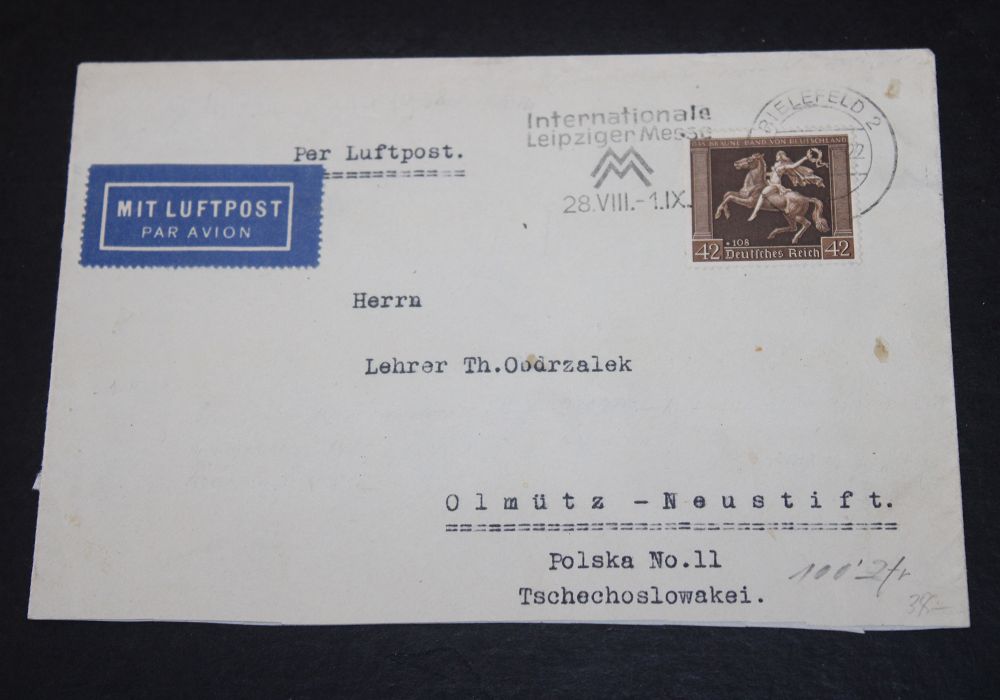 Internationale
Leipziger Messe
28.VIII.-1.IX.
BIELEFELD 2
22
Per Luftpost.
MIT LUFTPOST
PAR AVION
DAS BRAUNE BAND VON DEUTSCHLAND
42 +108 Deutsches Reich 42
Herrn
Lehrer Th.Obdrzalek
Olmütz -Neustift.
Polska No.11
Tschechoslowakei.